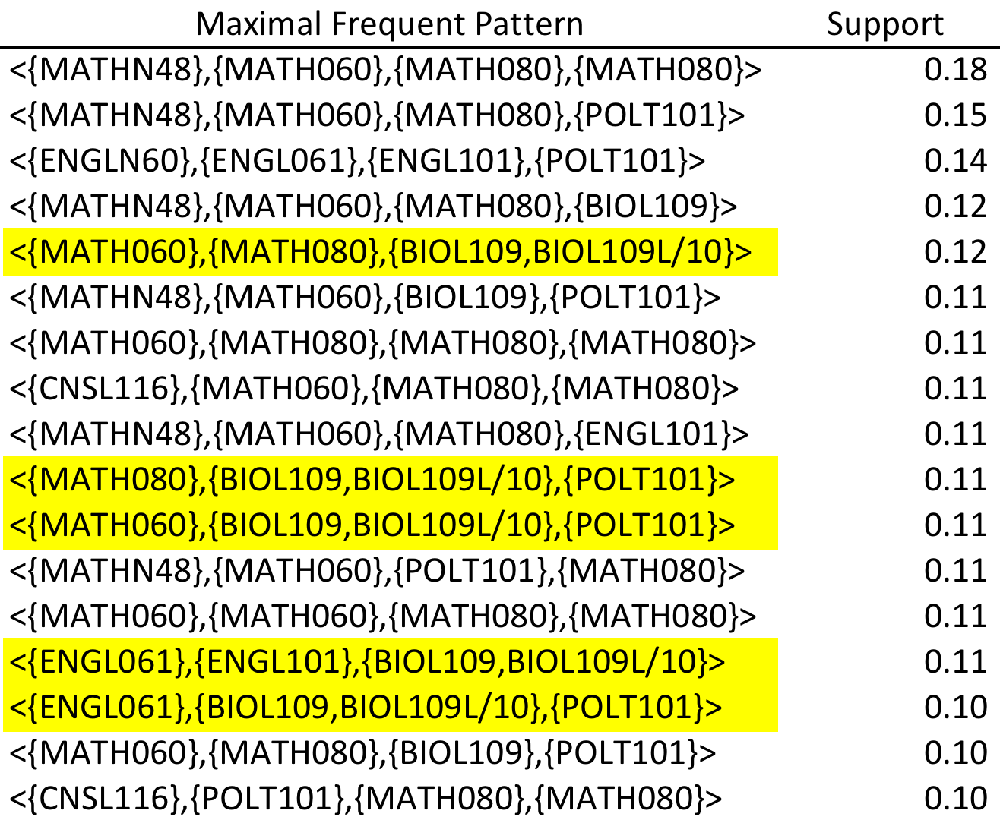 Maximal Frequent Pattern Support
<{MATHN48},{MATH060},{MATH080},{MATH080}> 0.18
<{MATHN48},{MATH060},{MATH080},{POLT101}> 0.15
<{ENGLN60},{ENGL061},{ENGL101},{POLT101}> 0.14
<{MATHN48},{MATH060},{MATH080},{BIOL109}> 0.12
<{MATH060},{MATH080},{BIOL109,BIOL109L/10}> 0.12
<{MATHN48},{MATH060},{BIOL109},{POLT101}> 0.11
<{MATH060},{MATH080},{MATH080},{MATH080}> 0.11
<{CNSL116},{MATH060},{MATH080},{MATH080}> 0.11
<{MATHN48},{MATH060},{MATH080},{ENGL101}> 0.11
<{MATH080},{BIOL109,BIOL109L/10},{POLT101}> 0.11
<{MATH060},{BIOL109,BIOL109L/10},{POLT101}> 0.11
<{MATHN48},{MATH060},{POLT101},{MATH080}> 0.11
<{MATH060},{MATH060},{MATH080},{MATH080}> 0.11
<{ENGL061},{ENGL101},{BIOL109,BIOL109L/10}> 0.11
<{ENGL061},{BIOL109,BIOL109L/10},{POLT101}> 0.10
<{MATH060},{MATH080},{BIOL109},{POLT101}> 0.10
<{CNSL116},{POLT101},{MATH080},{MATH080}> 0.10